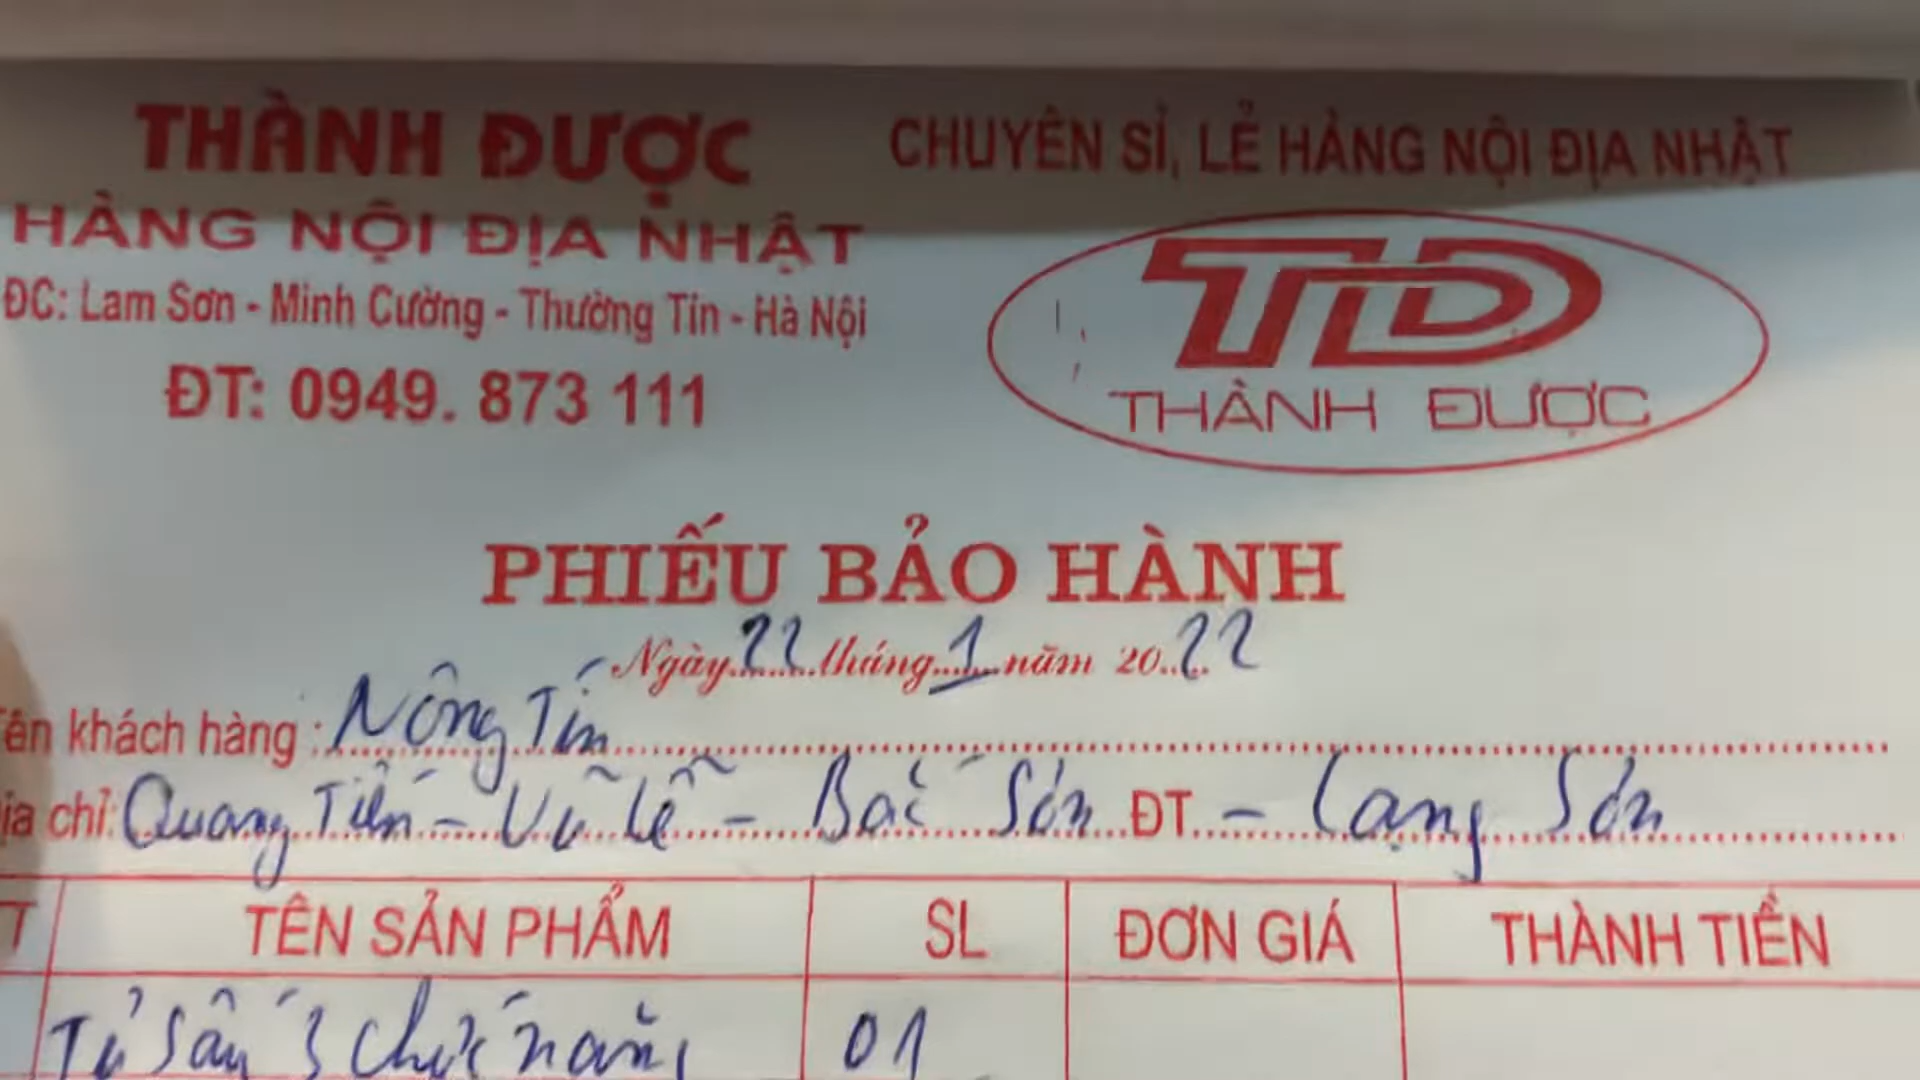 THÀNH ĐƯỢC
HÀNG NỘI ĐỊA NHẬT
ĐC: Lam Sơn - Minh Cường - Thường Tín - Hà Nội
ĐT: 0949. 873 111
CHUYÊN SỈ, LẺ HÀNG NỘI ĐỊA NHẬT
TD
THÀNH ĐƯỢC
PHIẾU BẢO HÀNH
Ngày 22 tháng 1 năm 2022
ên khách hàng: Nông Tín
ịa chỉ: Quang Tiến - Vũ Lễ - Bắc Sơn ĐT - Lạng Sơn
T TÊN SẢN PHẨM SL ĐƠN GIÁ THÀNH TIỀN
Tủ sấy 3 chức năng 01